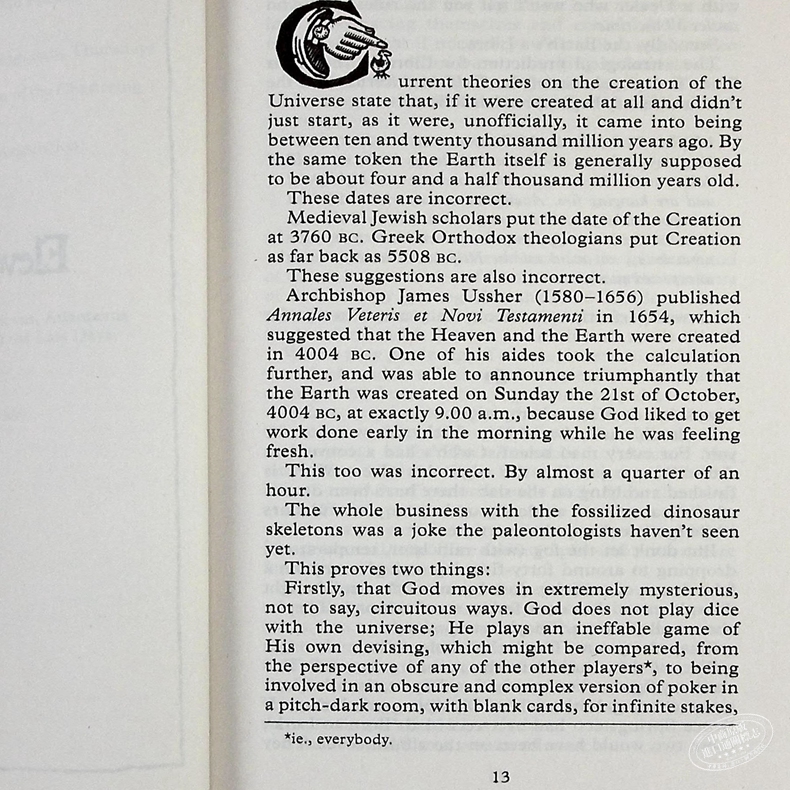 Current theories on the creation of the
Universe state that, if it were created at all and didn't
just start, as it were, unofficially, it came into being
between ten and twenty thousand million years ago. By
the same token the Earth itself is generally supposed
to be about four and a half thousand million years old.
These dates are incorrect.
Medieval Jewish scholars put the date of the Creation
at 3760 BC. Greek Orthodox theologians put Creation
as far back as 5508 BC.
These suggestions are also incorrect.
Archbishop James Ussher (1580–1656) published
Annales Veteris et Novi Testamenti in 1654, which
suggested that the Heaven and the Earth were created
in 4004 BC. One of his aides took the calculation
further, and was able to announce triumphantly that
the Earth was created on Sunday the 21st of October,
4004 BC, at exactly 9.00 a.m., because God liked to get
work done early in the morning while he was feeling
fresh.
This too was incorrect. By almost a quarter of an
hour.
The whole business with the fossilized dinosaur
skeletons was a joke the paleontologists haven't seen
yet.
This proves two things:
Firstly, that God moves in extremely mysterious,
not to say, circuitous ways. God does not play dice
with the universe; He plays an ineffable game of
His own devising, which might be compared, from
the perspective of any of the other players*, to being
involved in an obscure and complex version of poker in
a pitch-dark room, with blank cards, for infinite stakes,
*ie., everybody.
13